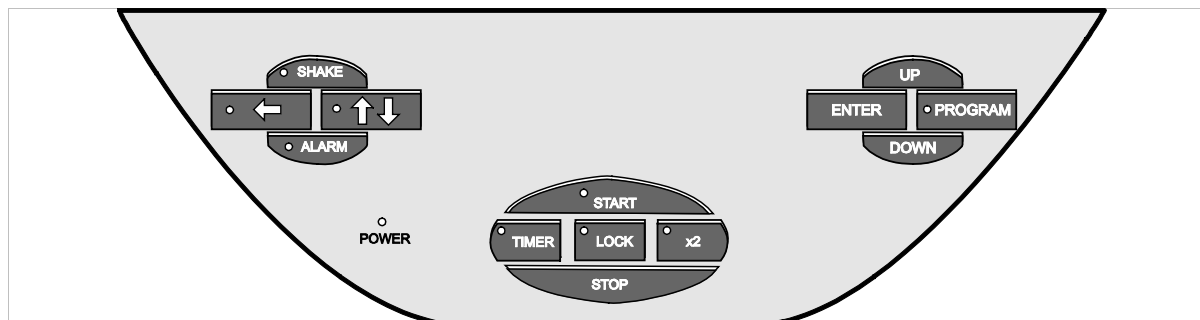 SHAKE
ALARM
POWER
START
TIMER
LOCK
x2
STOP
UP
ENTER
PROGRAM
DOWN